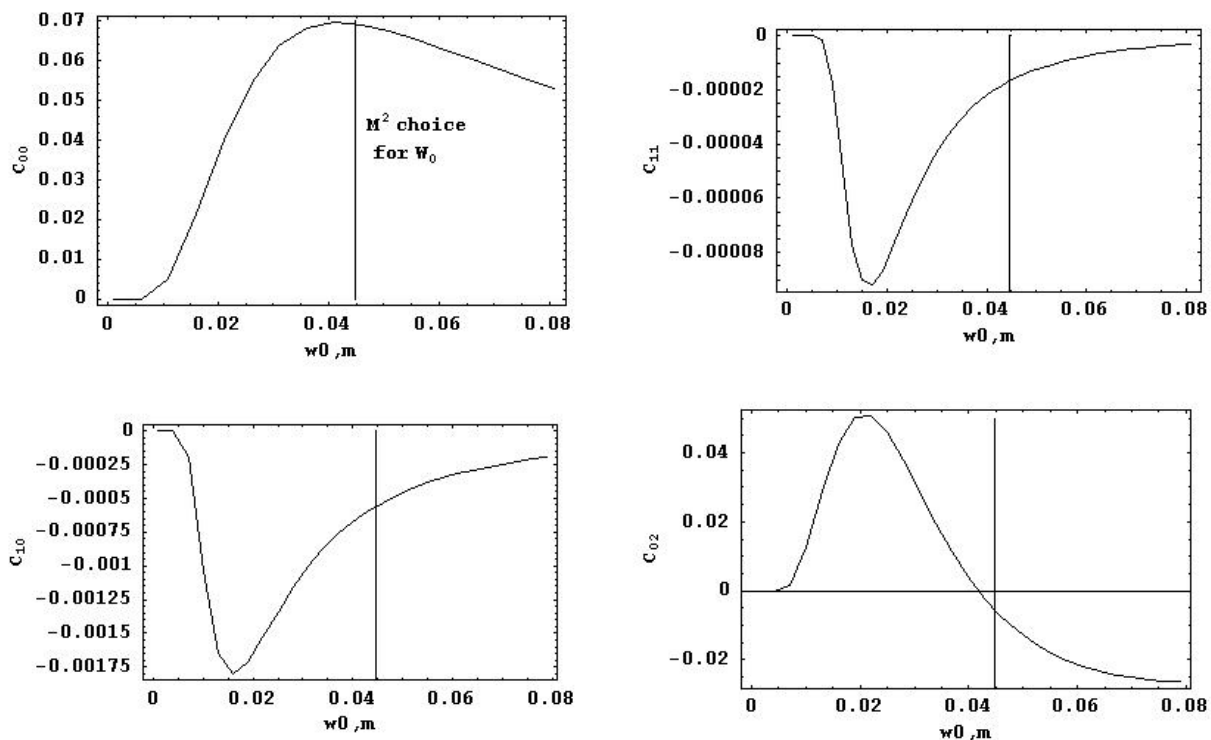 0.07
0.06
0.05
0.04
0.03
0.02
0.01
0
C₀₀
M² choice
for W₀
0 0.02 0.04 0.06 0.08
w0 ,m
0
-0.00002
-0.00004
-0.00006
-0.00008
C₁₁
0 0.02 0.04 0.06 0.08
w0 ,m
0
-0.00025
-0.0005
-0.00075
-0.001
-0.00125
-0.0015
-0.00175
C₁₀
0 0.02 0.04 0.06 0.08
w0 ,m
0.04
0.02
0
-0.02
C₀₂
0 0.02 0.04 0.06 0.08
w0 ,m